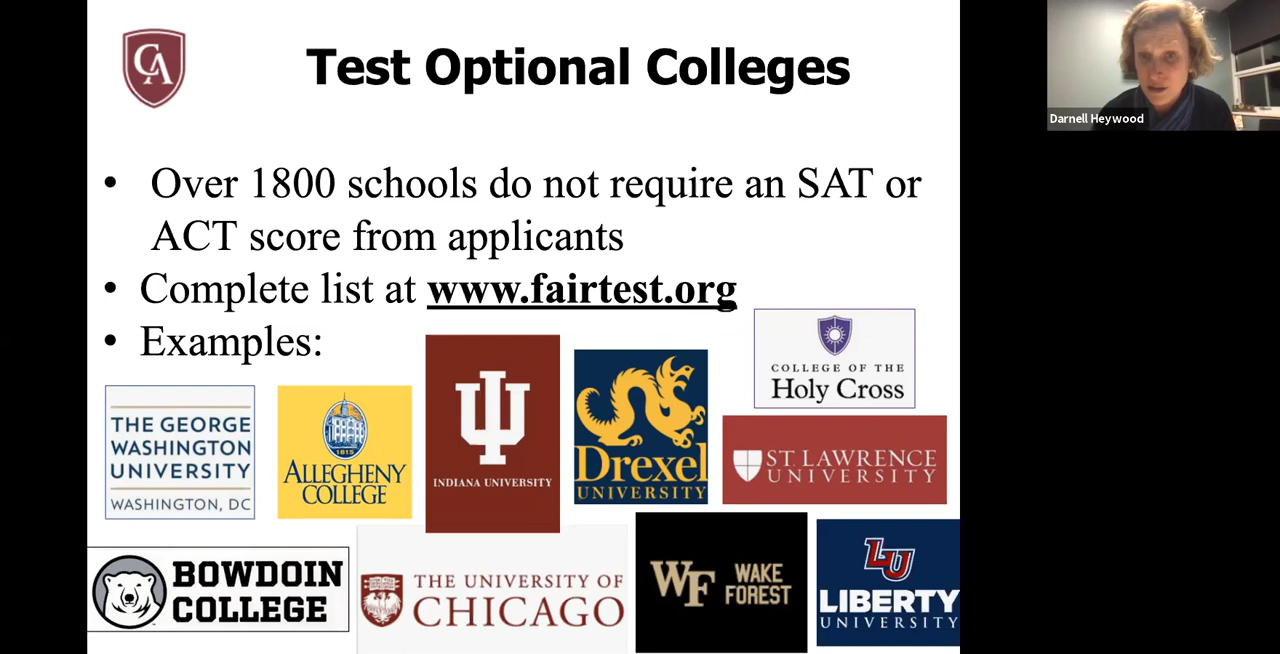 CA
Test Optional Colleges
Darnell Heywood
• Over 1800 schools do not require an SAT or
ACT score from applicants
• Complete list at www.fairtest.org
• Examples:
THE GEORGE
WASHINGTON
UNIVERSITY
WASHINGTON, DC
1815
ALLEGHENY
COLLEGE
INDIANA UNIVERSITY
Drexel
UNIVERSITY
COLLEGE OF THE
Holy Cross
ST. LAWRENCE
UNIVERSITY
BOWDOIN
COLLEGE
THE UNIVERSITY OF
CHICAGO
WF
WAKE
FOREST
LU
LIBERTY
UNIVERSITY